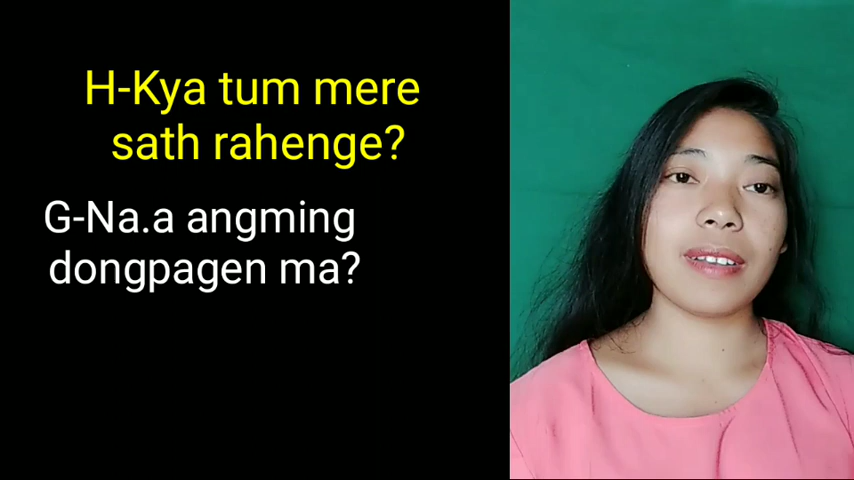 H-Kya tum mere
sath rahenge?
G-Na.a angming
dongpagen ma?